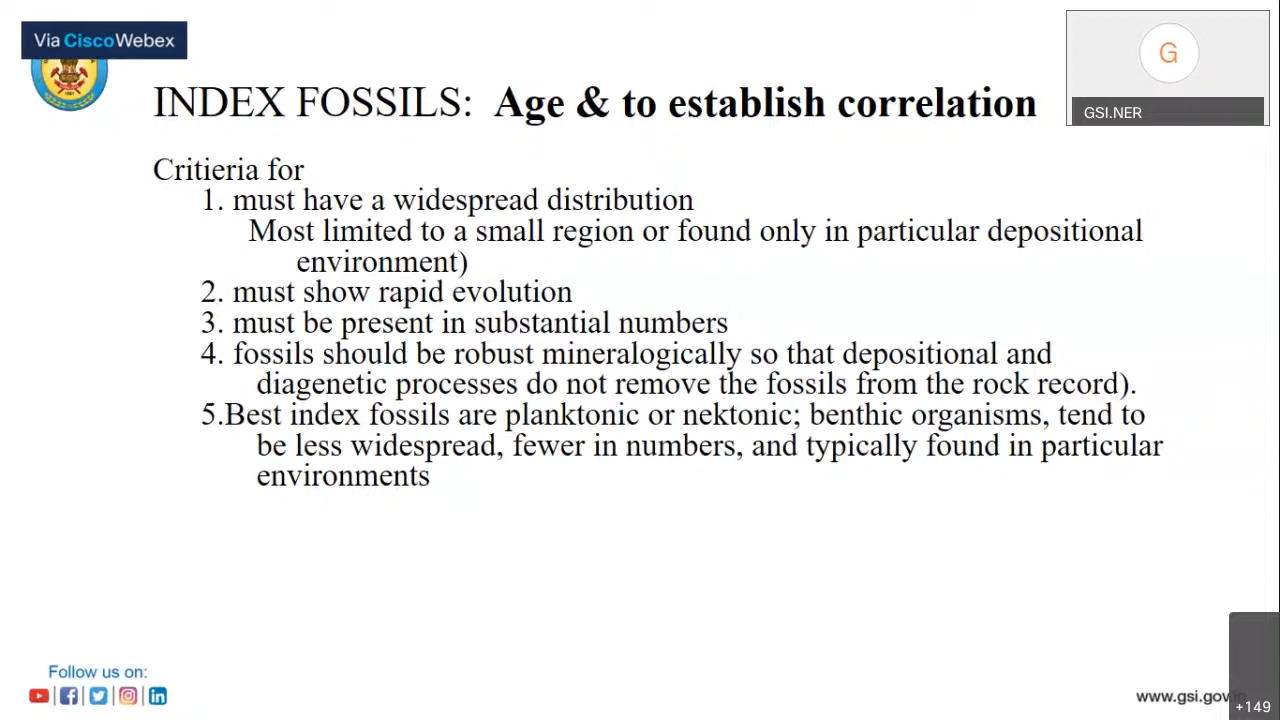 Via CiscoWebex
G
GSI.NER
INDEX FOSSILS: Age & to establish correlation
Critieria for
1. must have a widespread distribution
Most limited to a small region or found only in particular depositional
environment)
2. must show rapid evolution
3. must be present in substantial numbers
4. fossils should be robust mineralogically so that depositional and
diagenetic processes do not remove the fossils from the rock record).
5.Best index fossils are planktonic or nektonic; benthic organisms, tend to
be less widespread, fewer in numbers, and typically found in particular
environments
Follow us on:
www.gsi.gov.in
+149